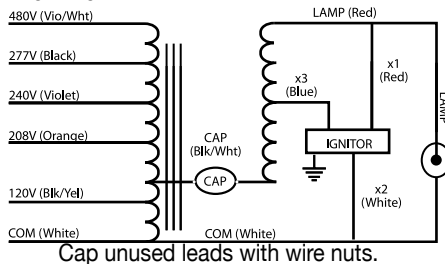 480V (Vio/Wht)
LAMP (Red)
277V (Black)
x3
(Blue)
x1
(Red)
240V (Violet)
LAMP
208V (Orange)
CAP
(Blk/Wht)
IGNITOR
CAP
x2
(White)
120V (Blk/Yel)
COM (White)
COM (White)
Cap unused leads with wire nuts.